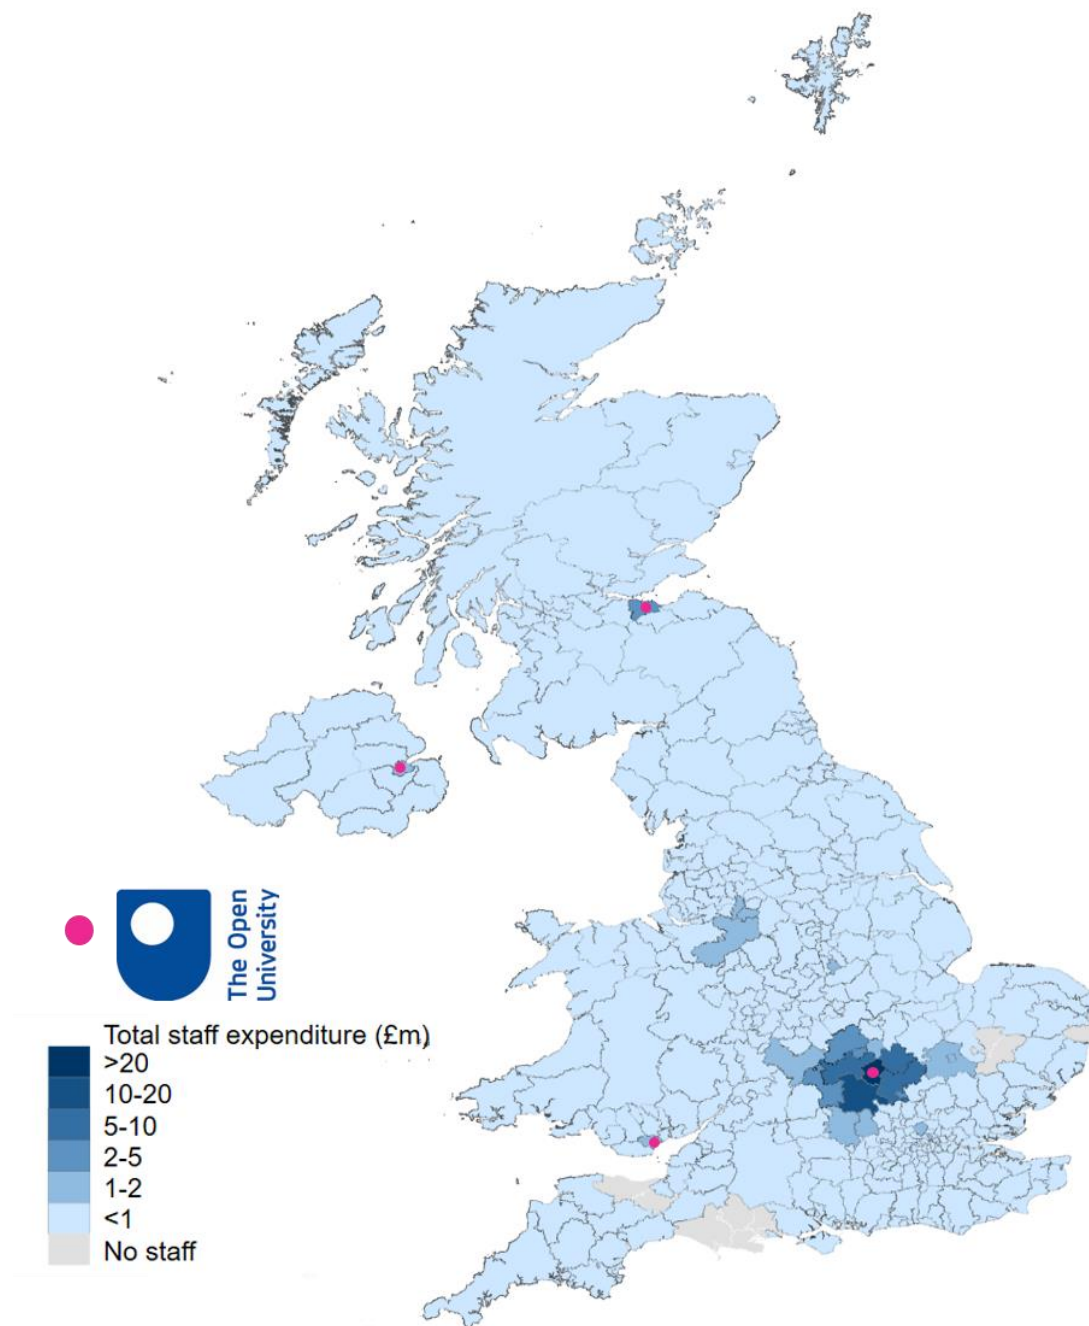 The Open
University
Total staff expenditure (£m)
>20
10-20
5-10
2-5
1-2
<1
No staff